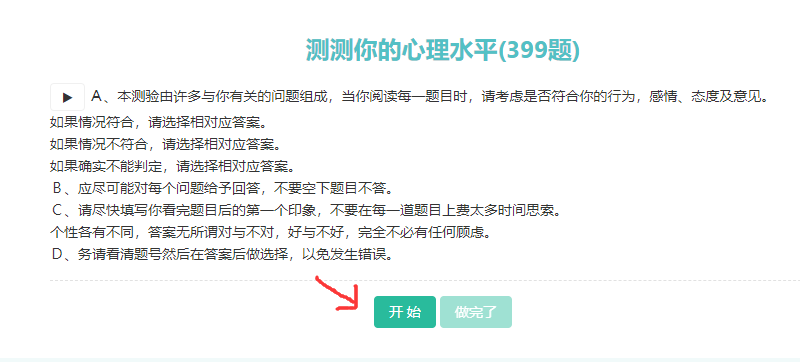 测测你的心理水平(399题)
A、本测验由许多与你有关的问题组成，当你阅读每一题目时，请考虑是否符合你的行为，感情、态度及意见。
如果情况符合，请选择相对应答案。
如果情况不符合，请选择相对应答案。
如果确实不能判定，请选择相对应答案。
B、应尽可能对每个问题给予回答，不要空下题目不答。
C、请尽快填写你看完题目后的第一个印象，不要在每一道题目上费太多时间思索。
个性各有不同，答案无所谓对与不对，好与不好，完全不必有任何顾虑。
D、务请看清题号然后在答案后做选择，以免发生错误。
开 始 做完了